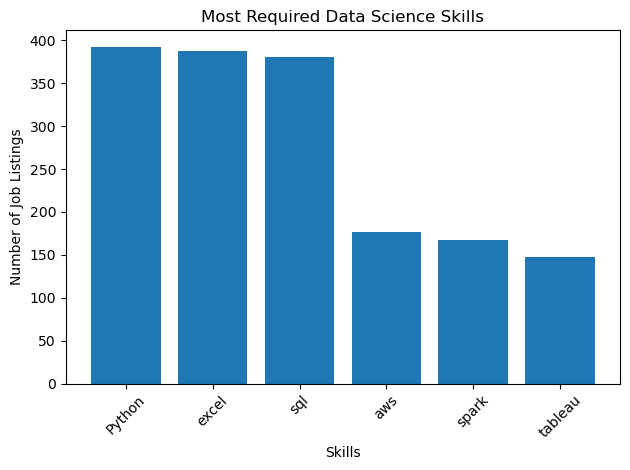 Most Required Data Science Skills
Number of Job Listings
400
350
300
250
200
150
100
50
0
Python
excel
sql
aws
spark
tableau
Skills